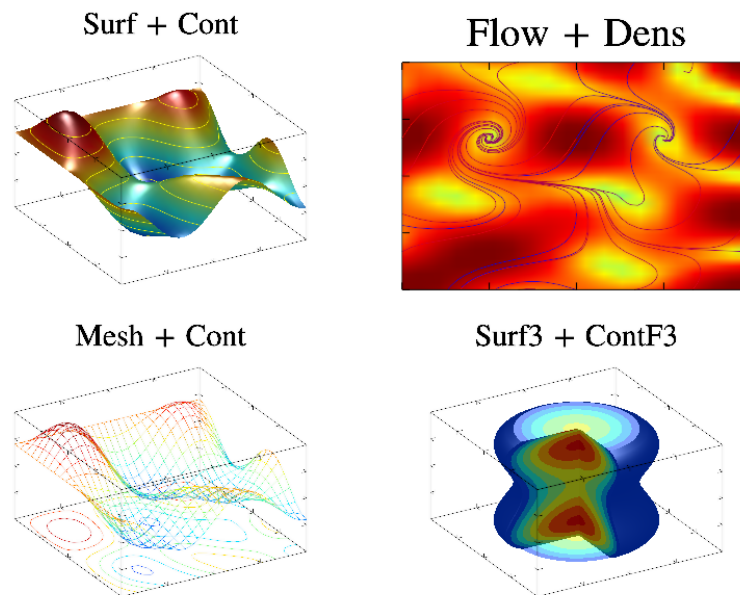 Surf + Cont
Flow + Dens
Mesh + Cont
Surf3 + ContF3